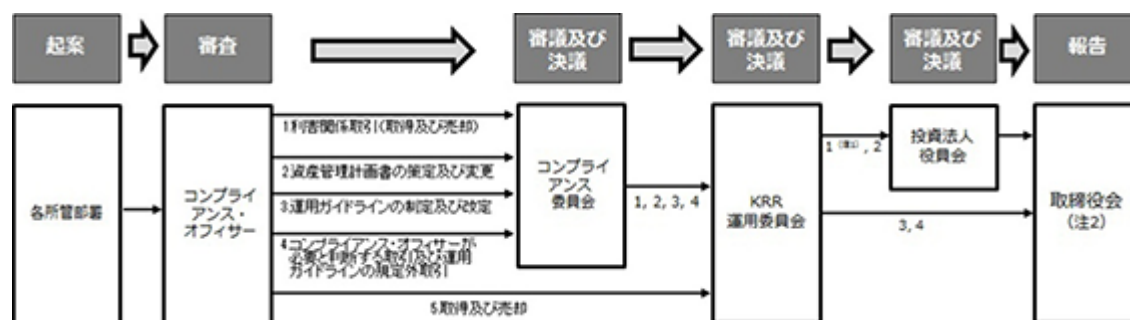 起案
審査
審議及び
決議
審議及び
決議
審議及び
決議
報告
各所管部署
コンプライ
アンス・
オフィサー
1.利害関係取引(取得及び売却)
2.資産管理計画書の策定及び変更
3.運用ガイドラインの制定及び改定
4.コンプライアンス・オフィサーが
必要と判断する取引及び運用
ガイドラインの規定外取引
5.取得及び売却
コンプライ
アンス
委員会
1, 2, 3, 4
KRR
運用委員会
1 (注1) , 2
3, 4
投資法人
役員会
取締役会
(注2)